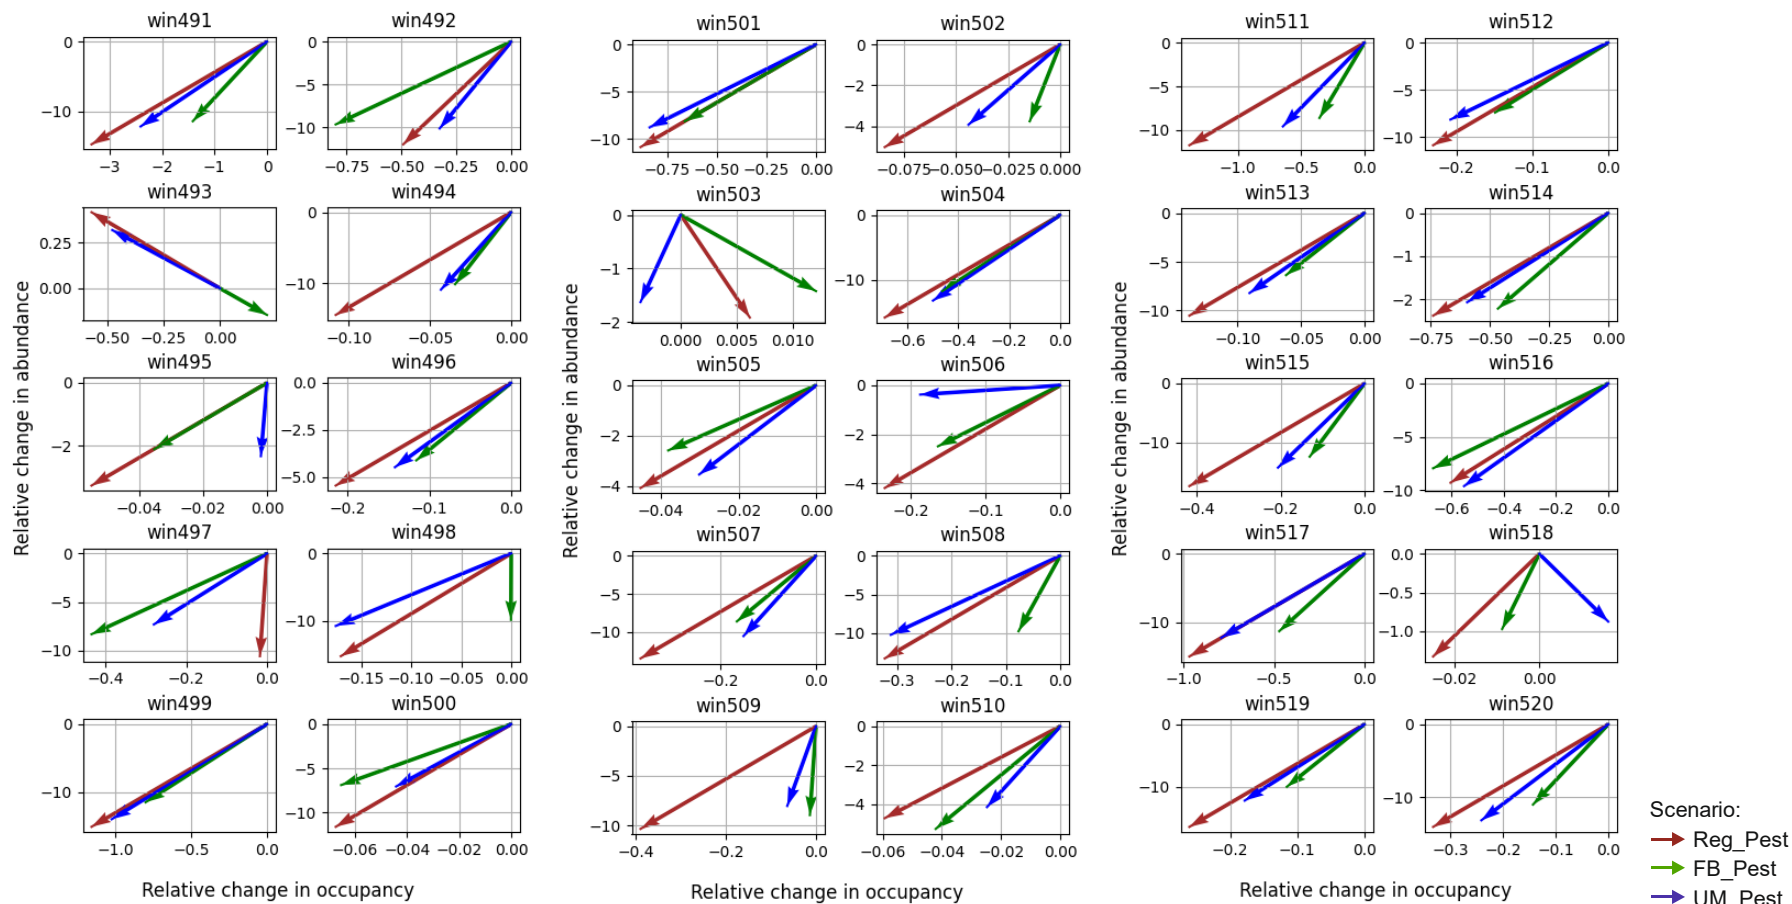 win491 win492 win501 win502 win511 win512
0 0 0 0 0 0
−5 −5 −2 −5 −5
−10 −10 −10 −4 −10 −10
−3 −2 −1 0 −0.75 −0.50 −0.25 0.00 −0.75 −0.50 −0.25 0.00 −0.075 −0.050 −0.025 0.000 −1.0 −0.5 0.0 −0.2 −0.1 0.0
win493 win494 win503 win504 win513 win514
0.25 0 0 0 0 0
0.00 −10 −1 −10 −5 −1
−2 −10 −2
−0.50 −0.25 0.00 −0.10 −0.05 0.00 0.000 0.005 0.010 −0.6 −0.4 −0.2 0.0 −0.10 −0.05 0.00 −0.75 −0.50 −0.25 0.00
Relative change in abundance
Relative change in abundance
Relative change in abundance
win495 win496 win505 win506 win515 win516
0 0.0 0 0 0 0
−2 −2.5 −2 −2 −10 −5
−5.0 −4 −4 −10
−0.04 −0.02 0.00 −0.2 −0.1 0.0 −0.04 −0.02 0.00 −0.2 −0.1 0.0 −0.4 −0.2 0.0 −0.6 −0.4 −0.2 0.0
win497 win498 win507 win508 win517 win518
0 0 0 0 0 0.0
−5 −10 −5 −5 −10 −0.5
−10 −10 −10 −1.0
−0.4 −0.2 0.0 −0.15 −0.10 −0.05 0.00 −0.2 0.0 −0.3 −0.2 −0.1 0.0 −1.0 −0.5 0.0 −0.02 0.00
win499 win500 win509 win510 win519 win520
0 0 0 0 0 0
−10 −5 −5 −2 −10 −10
−10 −10 −4
−1.0 −0.5 0.0 −0.06 −0.04 −0.02 0.00 −0.4 −0.2 0.0 −0.06 −0.04 −0.02 0.00 −0.2 −0.1 0.0 −0.3 −0.2 −0.1 0.0
Relative change in occupancy
Relative change in occupancy
Relative change in occupancy
Scenario:
Reg_Pest
FB_Pest
UM_Pest